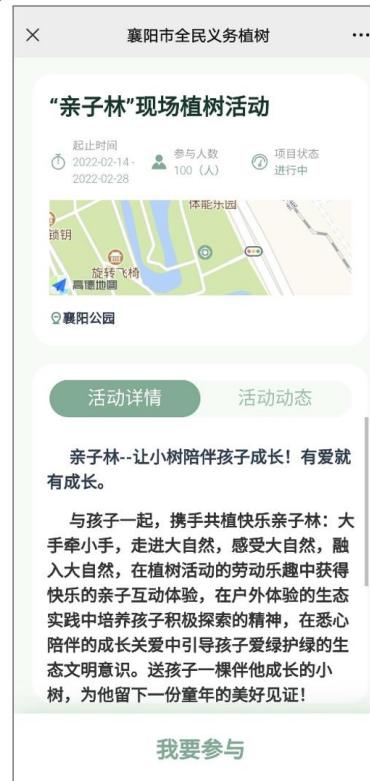 襄阳市全民义务植树
“亲子林”现场植树活动
起止时间
2022-02-14 -
2022-02-28
参与人数
100（人）
项目状态
进行中
体能乐园
锁钥
旋转飞椅
高德地图
襄阳公园
活动详情
活动动态
亲子林--让小树陪伴孩子成长！有爱就
有成长。
与孩子一起，携手共植快乐亲子林：大
手牵小手，走进大自然，感受大自然，融
入大自然，在植树活动的劳动乐趣中获得
快乐的亲子互动体验，在户外体验的生态
实践中培养孩子积极探索的精神，在悉心
陪伴的成长关爱中引导孩子爱绿护绿的生
态文明意识。送孩子一棵伴他成长的小
树，为他留下一份童年的美好见证！
我要参与